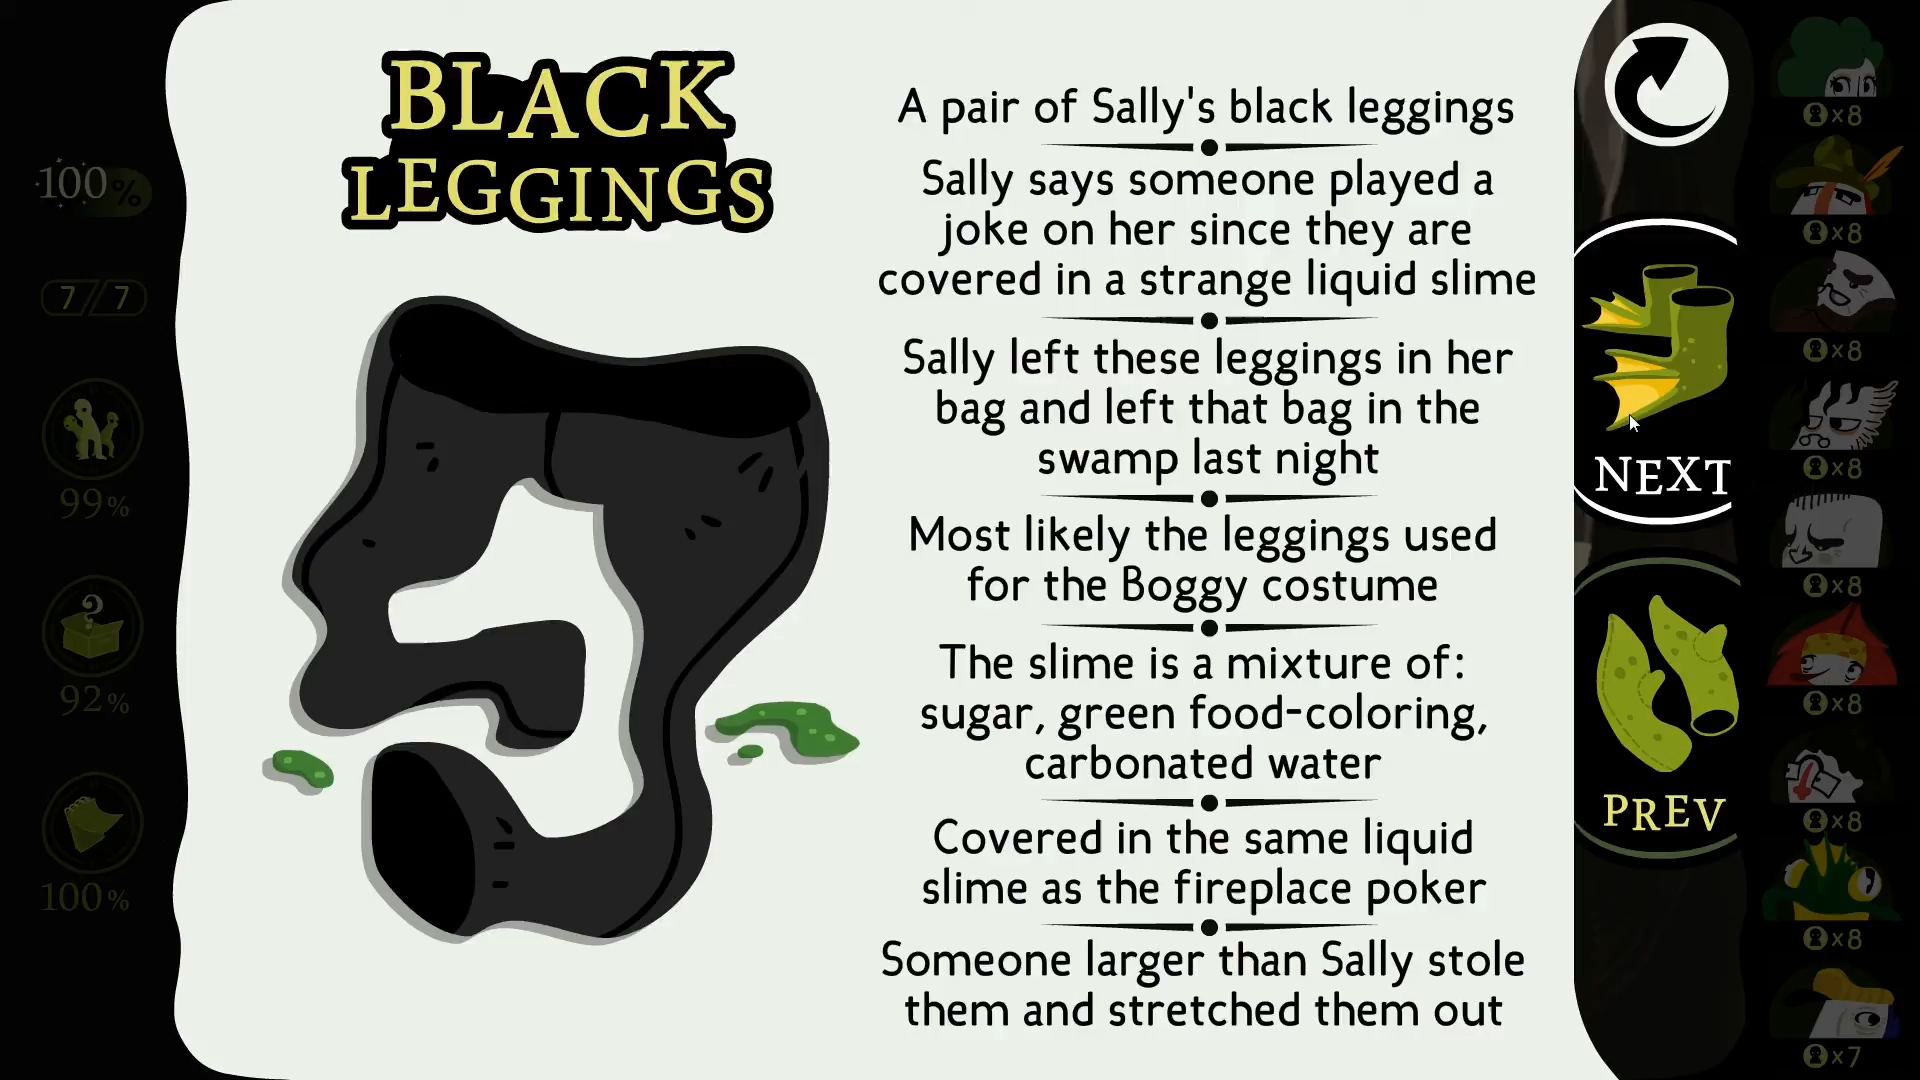 BLACK
LEGGINGS
A pair of Sally's black leggings
Sally says someone played a
joke on her since they are
covered in a strange liquid slime
Sally left these leggings in her
bag and left that bag in the
swamp last night
Most likely the leggings used
for the Boggy costume
The slime is a mixture of:
sugar, green food-coloring,
carbonated water
Covered in the same liquid
slime as the fireplace poker
Someone larger than Sally stole
them and stretched them out
100%
7/7
99%
?
92%
100%
NEXT
PREV
x8
x8
x8
x8
x8
x8
x8
x8
x7